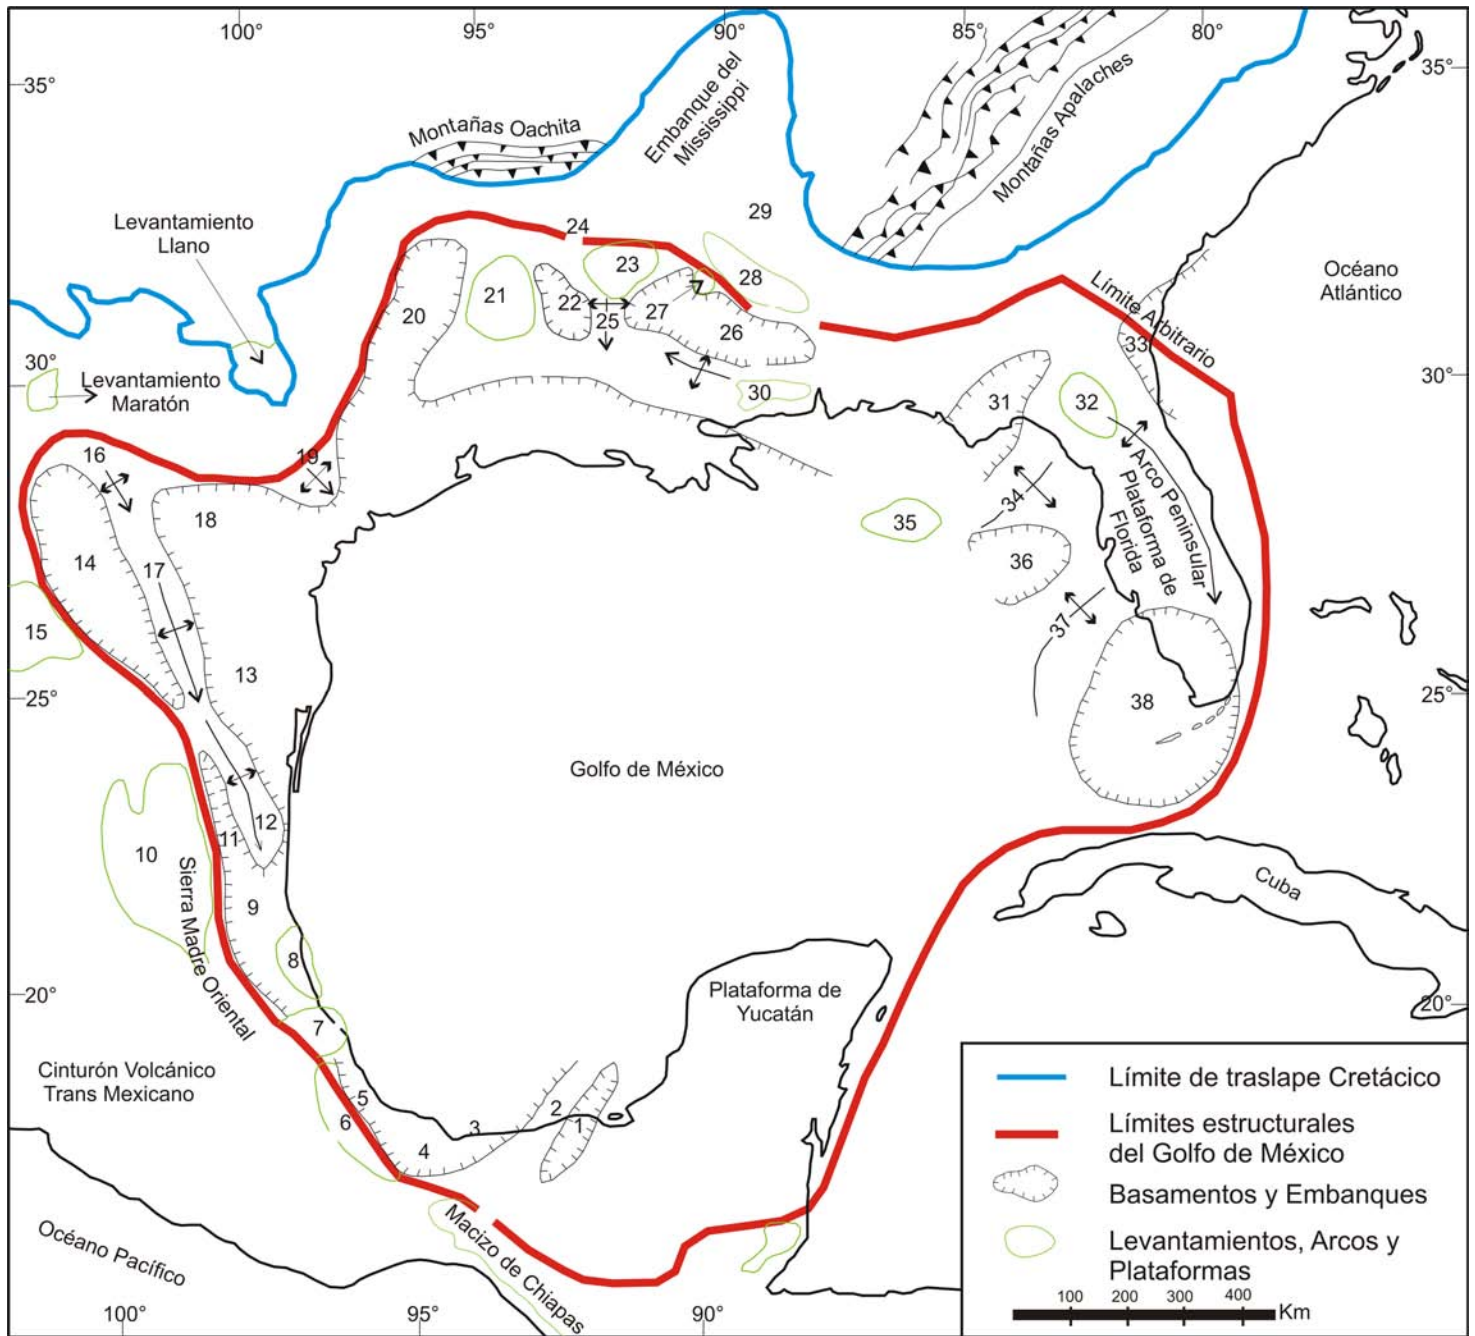 100°
95°
90°
85°
80°
35°
35°
Montañas Oachita
Embanque del
Mississippi
Montañas Apalaches
Levantamiento
Llano
24
29
28
23
Océano
Atlántico
Límite Arbitrario
21
22
25
27
26
20
33
30°
30°
Levantamiento
Maratón
30
31
32
16
19
18
34
35
36
Arco Peninsular
Plataforma de
Florida
14
17
37
15
13
25°
25°
38
Golfo de México
12
11
10
Sierra Madre Oriental
9
Cuba
8
20°
20°
Plataforma de
Yucatán
7
Cinturón Volcánico
Trans Mexicano
5
6
4
3
2
1
Macizo de Chiapas
Océano Pacífico
100°
95°
90°
Límite de traslape Cretácico
Límites estructurales
del Golfo de México
Basamentos y Embanques
Levantamientos, Arcos y
Plataformas
100 200 300 400
Km